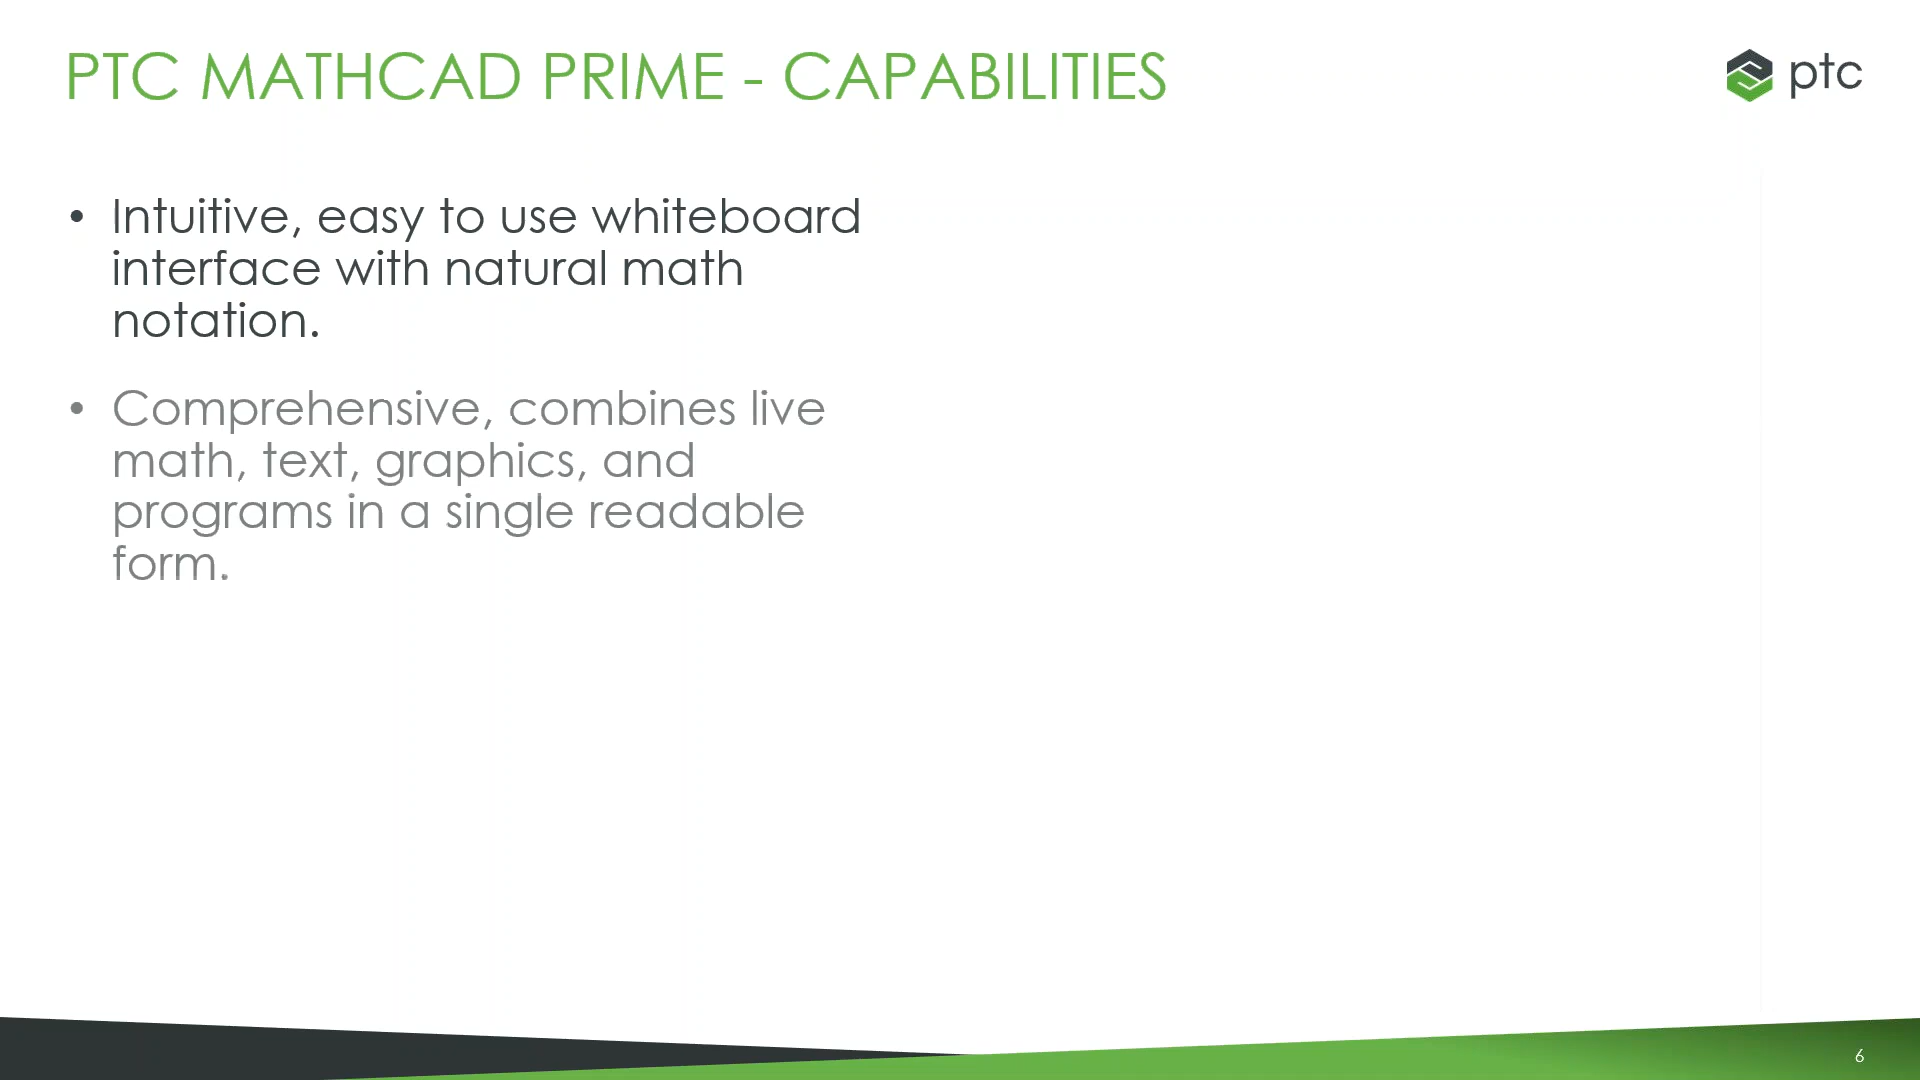 PTC MATHCAD PRIME - CAPABILITIES
ptc
• Intuitive, easy to use whiteboard
interface with natural math
notation.
• Comprehensive, combines live
math, text, graphics, and
programs in a single readable
form.
6